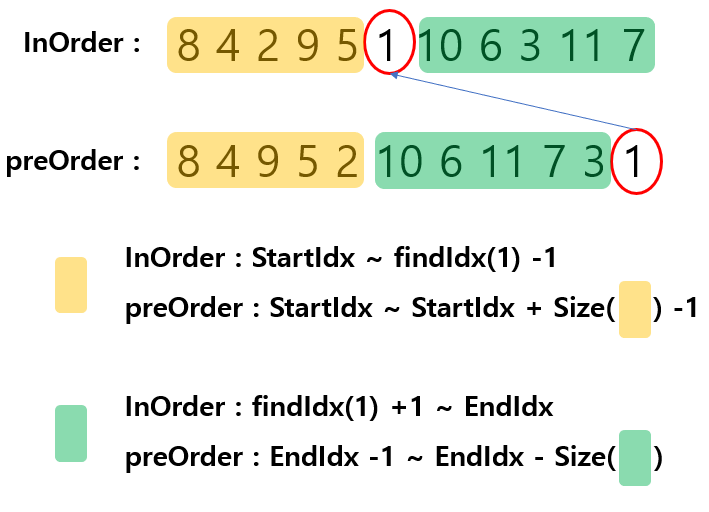 InOrder : 8 4 2 9 5 1 10 6 3 11 7
preOrder : 8 4 9 5 2 10 6 11 7 3 1
InOrder : StartIdx ~ findIdx(1) -1
preOrder : StartIdx ~ StartIdx + Size( ) -1
InOrder : findIdx(1) +1 ~ EndIdx
preOrder : EndIdx -1 ~ EndIdx - Size( )